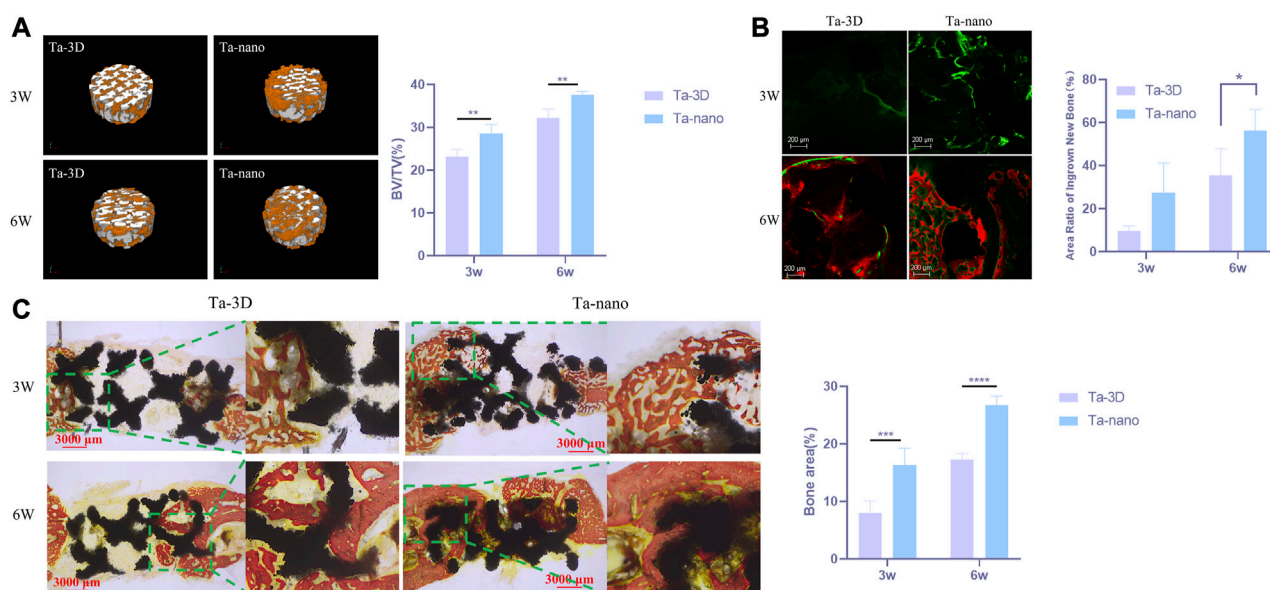 A
Ta-3D
Ta-nano
3W
Ta-3D
Ta-nano
6W
BV/TV(%)
40
30
20
10
0
**
**
3w
6w
Ta-3D
Ta-nano
B
Ta-3D
Ta-nano
3W
200 μm
200 μm
6W
200 μm
200 μm
Area Ratio of Ingrown New Bone(%)
80
60
40
20
0
*
3w
6w
Ta-3D
Ta-nano
C
Ta-3D
Ta-nano
3W
3000 μm
3000 μm
6W
3000 μm
3000 μm
Bone area(%)
30
20
10
0
***
****
3w
6w
Ta-3D
Ta-nano